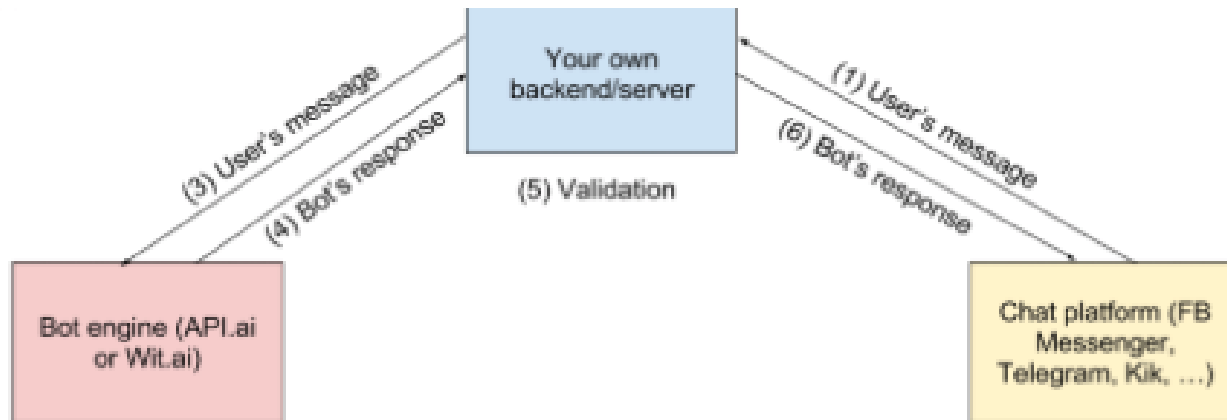 Your own
backend/server
(1) User's message
(3) User's message
(4) Bot's response
(6) Bot's response
(5) Validation
Bot engine (API.ai
or Wit.ai)
Chat platform (FB
Messenger,
Telegram, Kik, …)